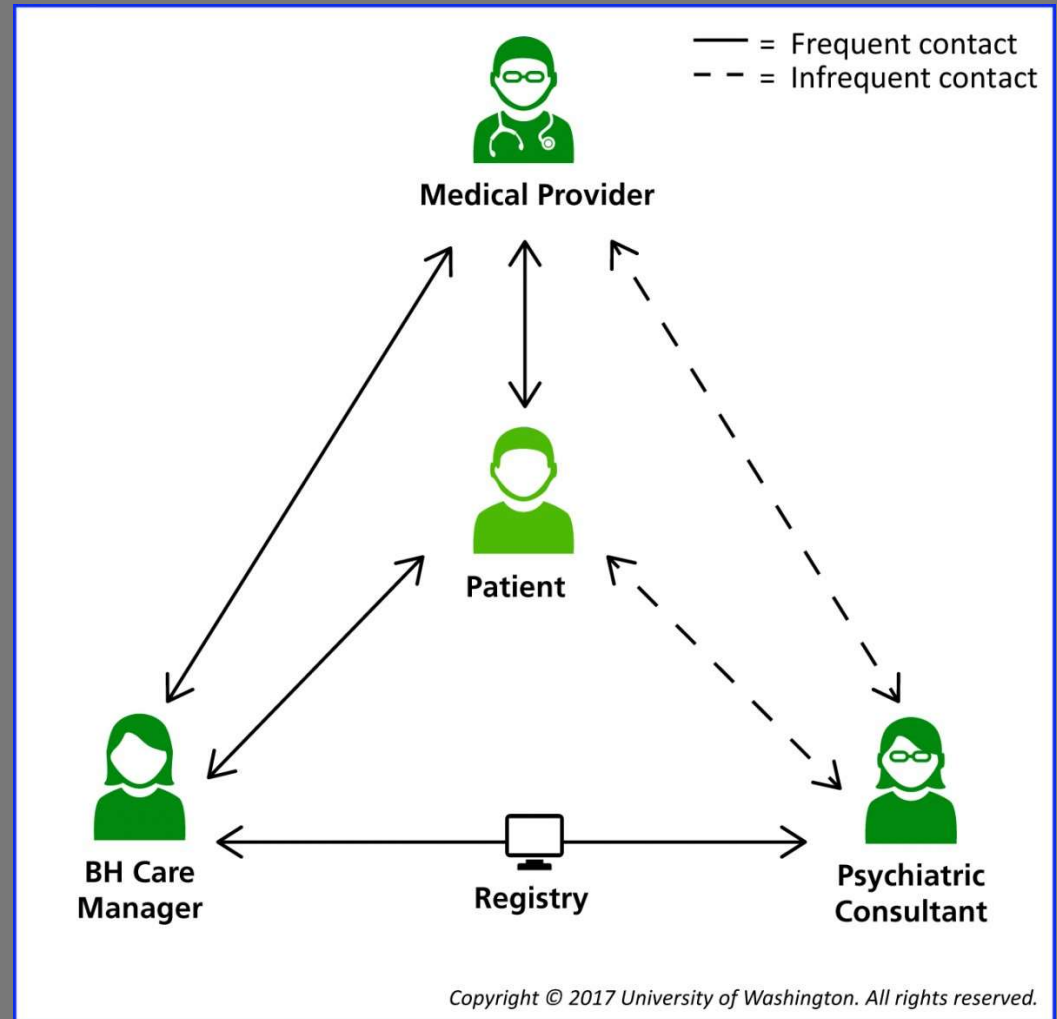 = Frequent contact
= Infrequent contact
Medical Provider
Patient
BH Care
Manager
Registry
Psychiatric
Consultant
Copyright © 2017 University of Washington. All rights reserved.